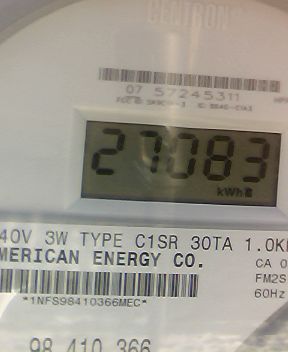 CENTRON
07 57245311
27083
kWh
40V 3W TYPE C1SR 30TA 1.0K
MERICAN ENERGY CO.
CA 0
FM2S
60Hz
*1NFS98410366MEC*
98 410 366